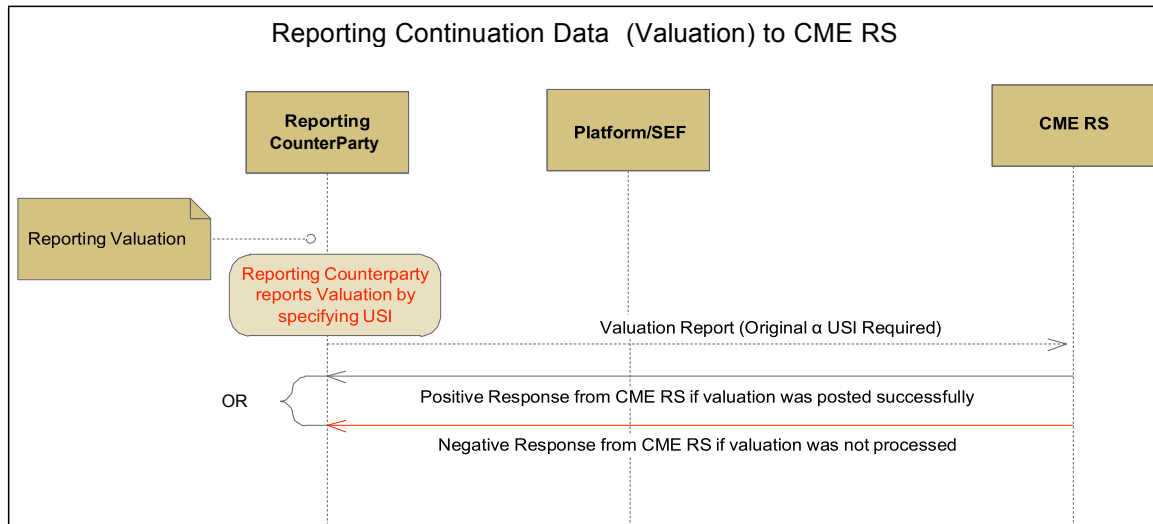 Reporting Continuation Data (Valuation) to CME RS
Reporting
CounterParty
Platform/SEF
CME RS
Reporting Valuation
Reporting Counterparty
reports Valuation by
specifying USI
Valuation Report (Original α USI Required)
OR
Positive Response from CME RS if valuation was posted successfully
Negative Response from CME RS if valuation was not processed